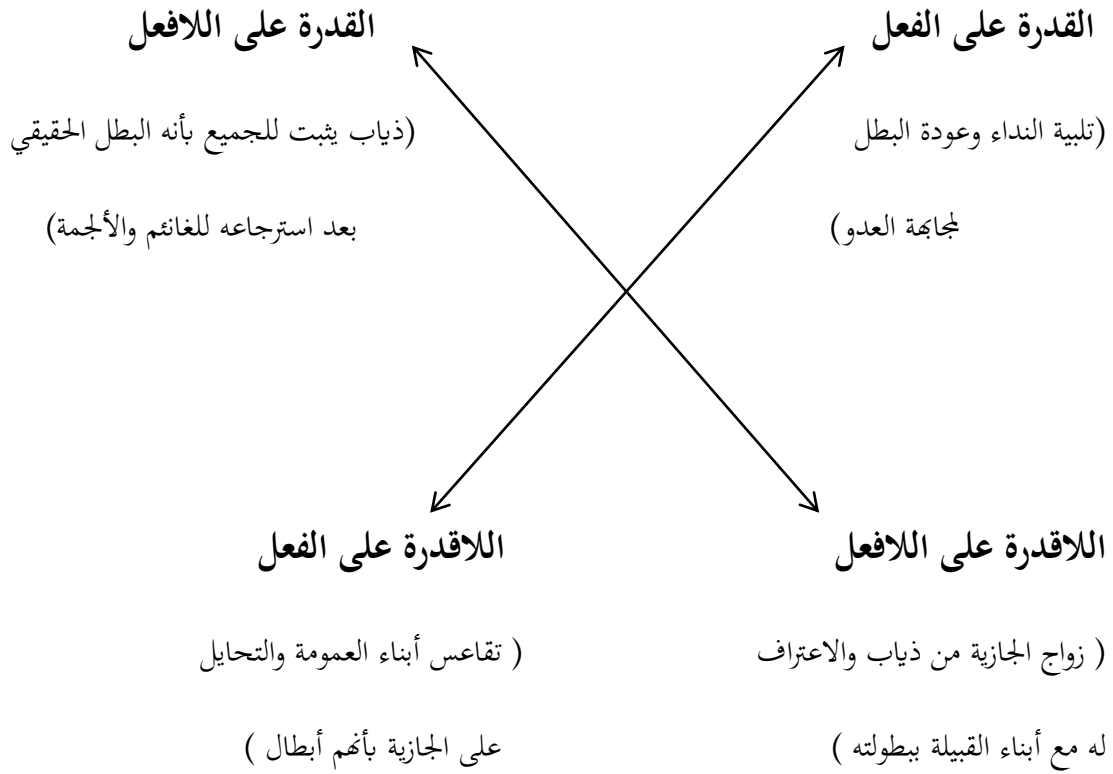 القدرة على الفعل
القدرة على اللافعل
(تلبية النداء وعودة البطل
لمجابهة العدو)
(ذياب يثبت للجميع بأنه البطل الحقيقي
بعد استرجاعه للغانئم والألجمة)
اللاقدرة على اللافعل
اللاقدرة على الفعل
( زواج الجازية من ذياب والاعتراف
له مع أبناء القبيلة ببطولته )
( تقاعس أبناء العمومة والتحايل
على الجازية بأنهم أبطال )